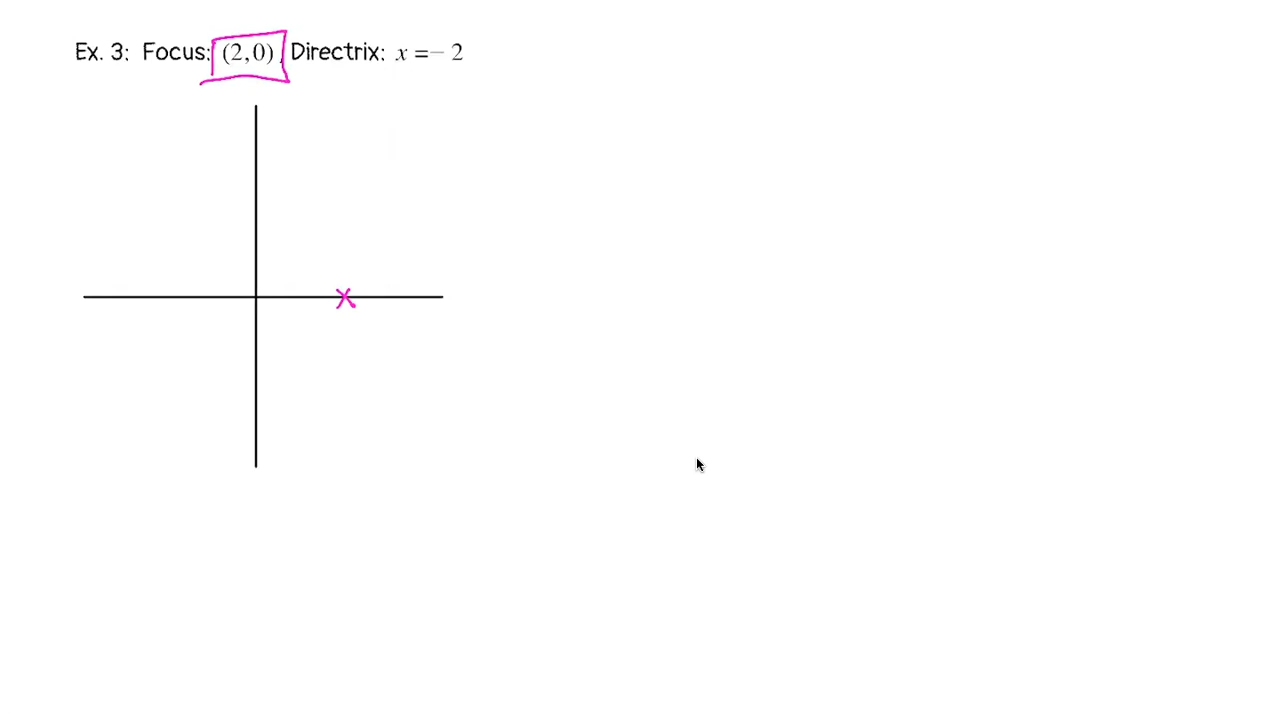 Ex. 3: Focus: (2,0), Directrix: x =− 2